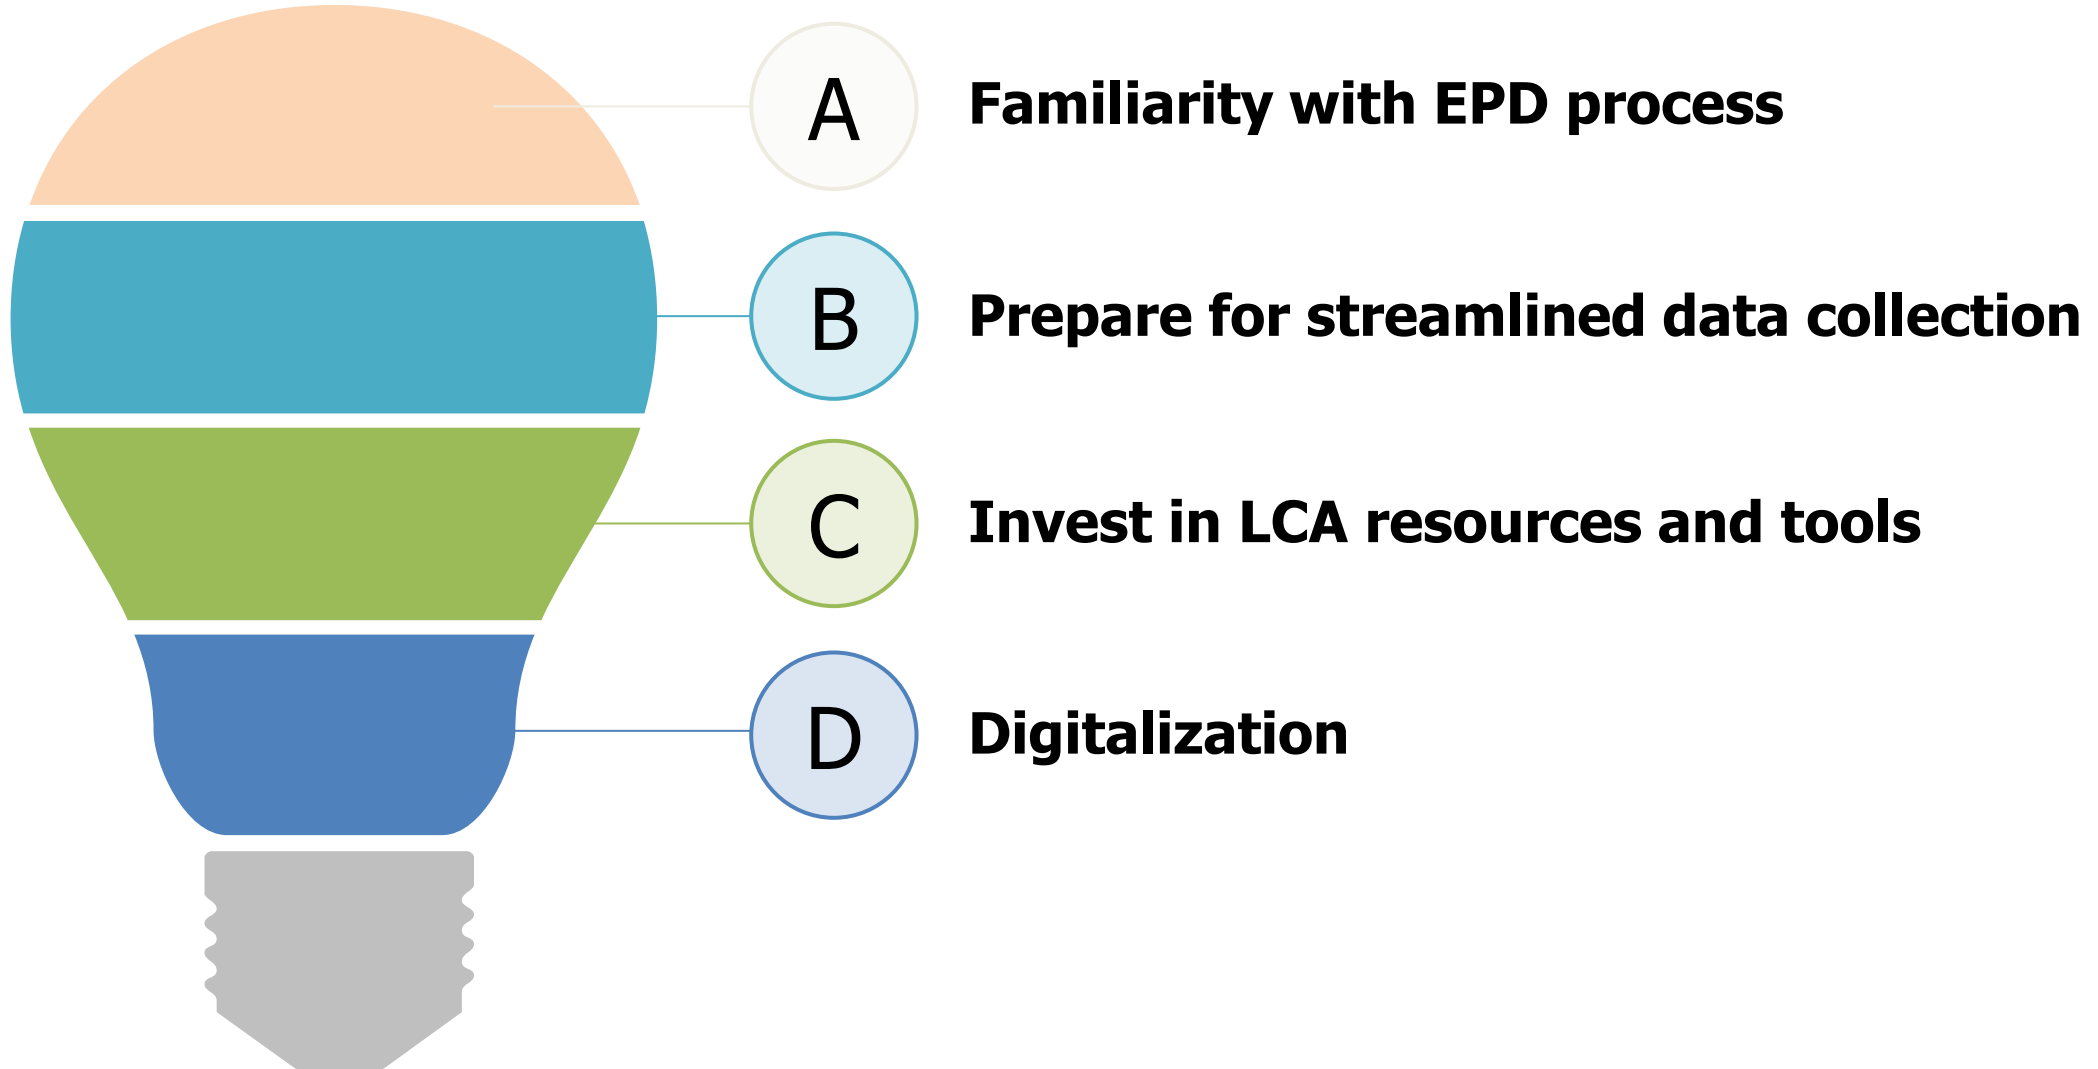 A
Familiarity with EPD process
B
Prepare for streamlined data collection
C
Invest in LCA resources and tools
D
Digitalization